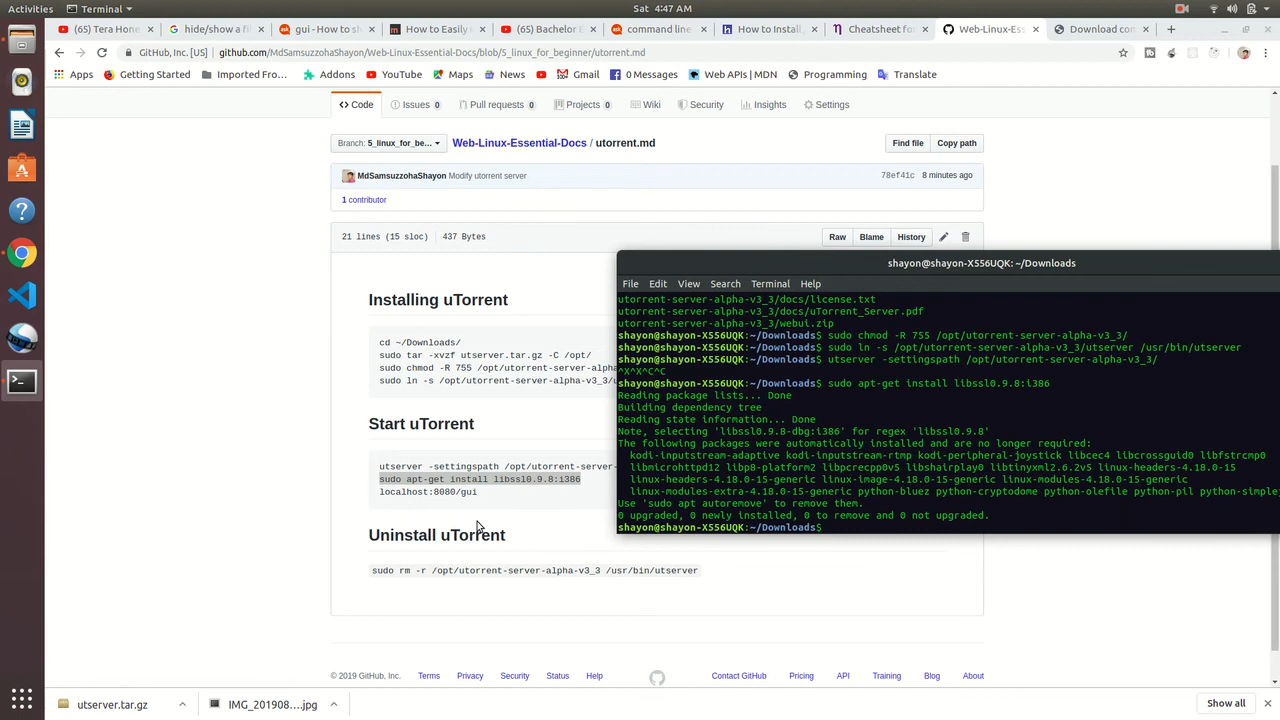 Activities
Terminal
Sat 4:47 AM
(65) Tera Hone
hide/show a fil
gui - How to sh
How to Easily I
(65) Bachelor E
command line
How to Install,
Cheatsheet for
Web-Linux-Ess
Download com
GitHub, Inc. [US]
github.com/MdSamsuzzohaShayon/Web-Linux-Essential-Docs/blob/5_linux_for_beginner/utorrent.md
Apps
Getting Started
Imported Fro...
Addons
YouTube
Maps
News
Gmail
0 Messages
Web APIs | MDN
Programming
Translate
Code
Issues 0
Pull requests 0
Projects 0
Wiki
Security
Insights
Settings
Branch: 5_linux_for_be...
Web-Linux-Essential-Docs / utorrent.md
Find file
Copy path
MdSamsuzzohaShayon Modify utorrent server
78ef41c 8 minutes ago
1 contributor
21 lines (15 sloc)
437 Bytes
Raw
Blame
History
Installing uTorrent
cd ~/Downloads/
sudo tar -xvzf utserver.tar.gz -C /opt/
sudo chmod -R 755 /opt/utorrent-server-alpha
sudo ln -s /opt/utorrent-server-alpha-v3_3/u
Start uTorrent
utserver -settingspath /opt/utorrent-server-
sudo apt-get install libssl0.9.8:i386
localhost:8080/gui
Uninstall uTorrent
sudo rm -r /opt/utorrent-server-alpha-v3_3 /usr/bin/utserver
shayon@shayon-X556UQK: ~/Downloads
File Edit View Search Terminal Help
utorrent-server-alpha-v3_3/docs/license.txt
utorrent-server-alpha-v3_3/docs/uTorrent_Server.pdf
utorrent-server-alpha-v3_3/webui.zip
shayon@shayon-X556UQK:~/Downloads$ sudo chmod -R 755 /opt/utorrent-server-alpha-v3_3/
shayon@shayon-X556UQK:~/Downloads$ sudo ln -s /opt/utorrent-server-alpha-v3_3/utserver /usr/bin/utserver
shayon@shayon-X556UQK:~/Downloads$ utserver -settingspath /opt/utorrent-server-alpha-v3_3/
^X^X^C^C
shayon@shayon-X556UQK:~/Downloads$ sudo apt-get install libssl0.9.8:i386
Reading package lists... Done
Building dependency tree
Reading state information... Done
Note, selecting 'libssl0.9.8-dbg:i386' for regex 'libssl0.9.8'
The following packages were automatically installed and are no longer required:
kodi-inputstream-adaptive kodi-inputstream-rtmp kodi-peripheral-joystick libcec4 libcrossguid0 libfstrcmp0
libmicrohttpd12 libp8-platform2 libpcrecpp0v5 libshairplay0 libtinyxml2.6.2v5 linux-headers-4.18.0-15
linux-headers-4.18.0-15-generic linux-image-4.18.0-15-generic linux-modules-4.18.0-15-generic
linux-modules-extra-4.18.0-15-generic python-bluez python-cryptodome python-olefile python-pil python-simple
Use 'sudo apt autoremove' to remove them.
0 upgraded, 0 newly installed, 0 to remove and 0 not upgraded.
shayon@shayon-X556UQK:~/Downloads$
© 2019 GitHub, Inc.
Terms
Privacy
Security
Status
Help
Contact GitHub
Pricing
API
Training
Blog
About
utserver.tar.gz
IMG_201908....jpg
Show all